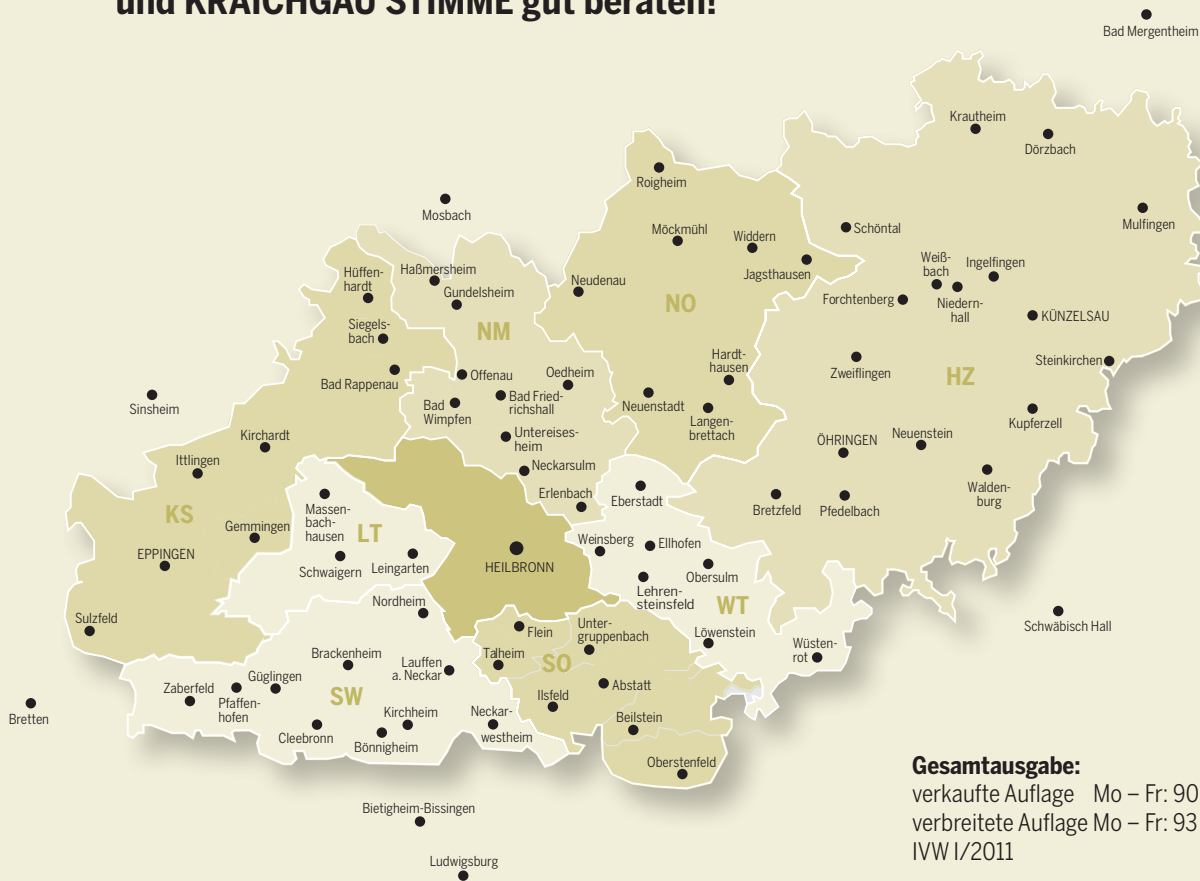 und KRAICHGAU STIMME gut beraten!
Bad Mergentheim
Krautheim
Dörzbach
Roigheim
Mosbach
Mulfingen
Möckmühl
Widdern
Schöntal
Jagsthausen
Weiß-
bach
Ingelfingen
Hüffen-
hardt
Haßmersheim
Gundelsheim
Neudenau
NO
Forchtenberg
Niedern-
hall
KÜNZELSAU
Siegels-
bach
NM
Steinkirchen
Hardt-
hausen
Zweiflingen
HZ
Bad Rappenau
Offenau
Oedheim
Sinsheim
Bad
Wimpfen
Bad Fried-
richshall
Neuenstadt
Langen-
brettach
Kupferzell
Kirchardt
Untereises-
heim
ÖHRINGEN
Neuenstein
Ittlingen
Neckarsulm
Walden-
burg
Erlenbach
Eberstadt
Bretzfeld
Pfedelbach
KS
Massen-
bach-
hausen
LT
Gemmingen
Weinsberg
Ellhofen
EPPINGEN
Schwaigern
Leingarten
HEILBRONN
Obersulm
Lehren-
steinsfeld
WT
Nordheim
Sulzfeld
Flein
Unter-
gruppenbach
Löwenstein
Wüsten-
rot
Schwäbisch Hall
Brackenheim
Lauffen
a. Neckar
Talheim
SO
Zaberfeld
Güglingen
Pfaffen-
hofen
SW
Abstatt
Ilsfeld
Bretten
Kirchheim
Neckar-
westheim
Beilstein
Cleebronn
Bönnigheim
Oberstenfeld
Bietigheim-Bissingen
Ludwigsburg
Gesamtausgabe:
verkaufte Auflage Mo – Fr: 90
verbreitete Auflage Mo – Fr: 93
IVW I/2011